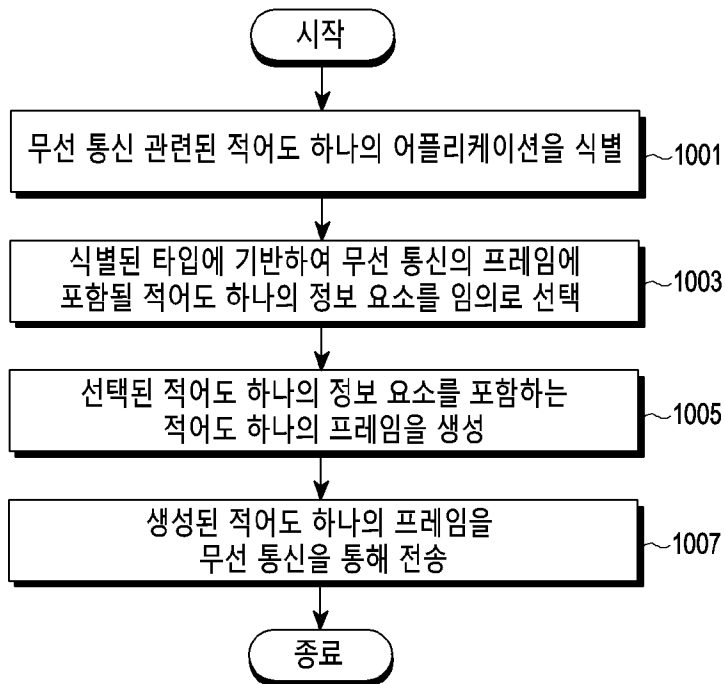 시작
무선 통신 관련된 적어도 하나의 어플리케이션을 식별
1001
식별된 타입에 기반하여 무선 통신의 프레임에
포함될 적어도 하나의 정보 요소를 임의로 선택
1003
선택된 적어도 하나의 정보 요소를 포함하는
적어도 하나의 프레임을 생성
1005
생성된 적어도 하나의 프레임을
무선 통신을 통해 전송
1007
종료